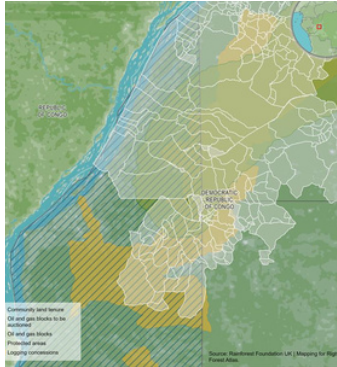 REPUBLIC
OF CONGO
DEMOCRATIC
REPUBLIC
OF CONGO
Community land tenure
Oil and gas blocks to be
auctioned
Oil and gas blocks
Protected areas
Logging concessions
Source: Rainforest Foundation UK | Mapping for Righ
Forest Atlas.